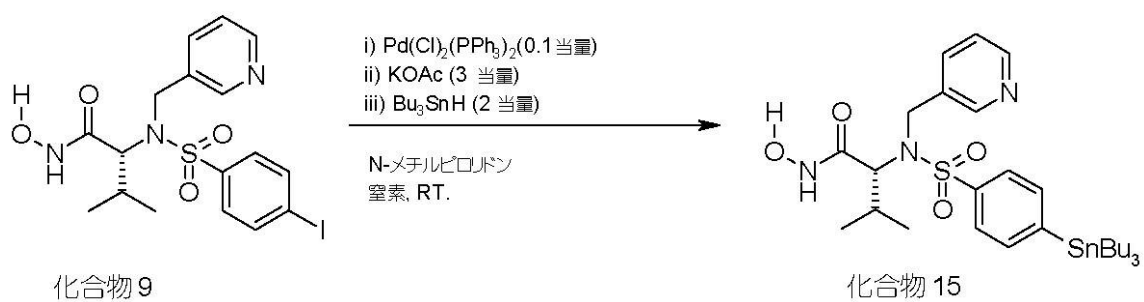 i) Pd(Cl)₂(PPh₃)₂(0.1 当量)
ii) KOAc (3 当量)
iii) Bu₃SnH (2 当量)
N-メチルピロリドン
窒素, RT.
H
O
N
H
O
N
S
O
O
N
I
H
O
N
H
O
N
S
O
O
N
SnBu₃
化合物 9
化合物 15